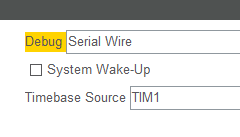 Debug Serial Wire
System Wake-Up
Timebase Source TIM1